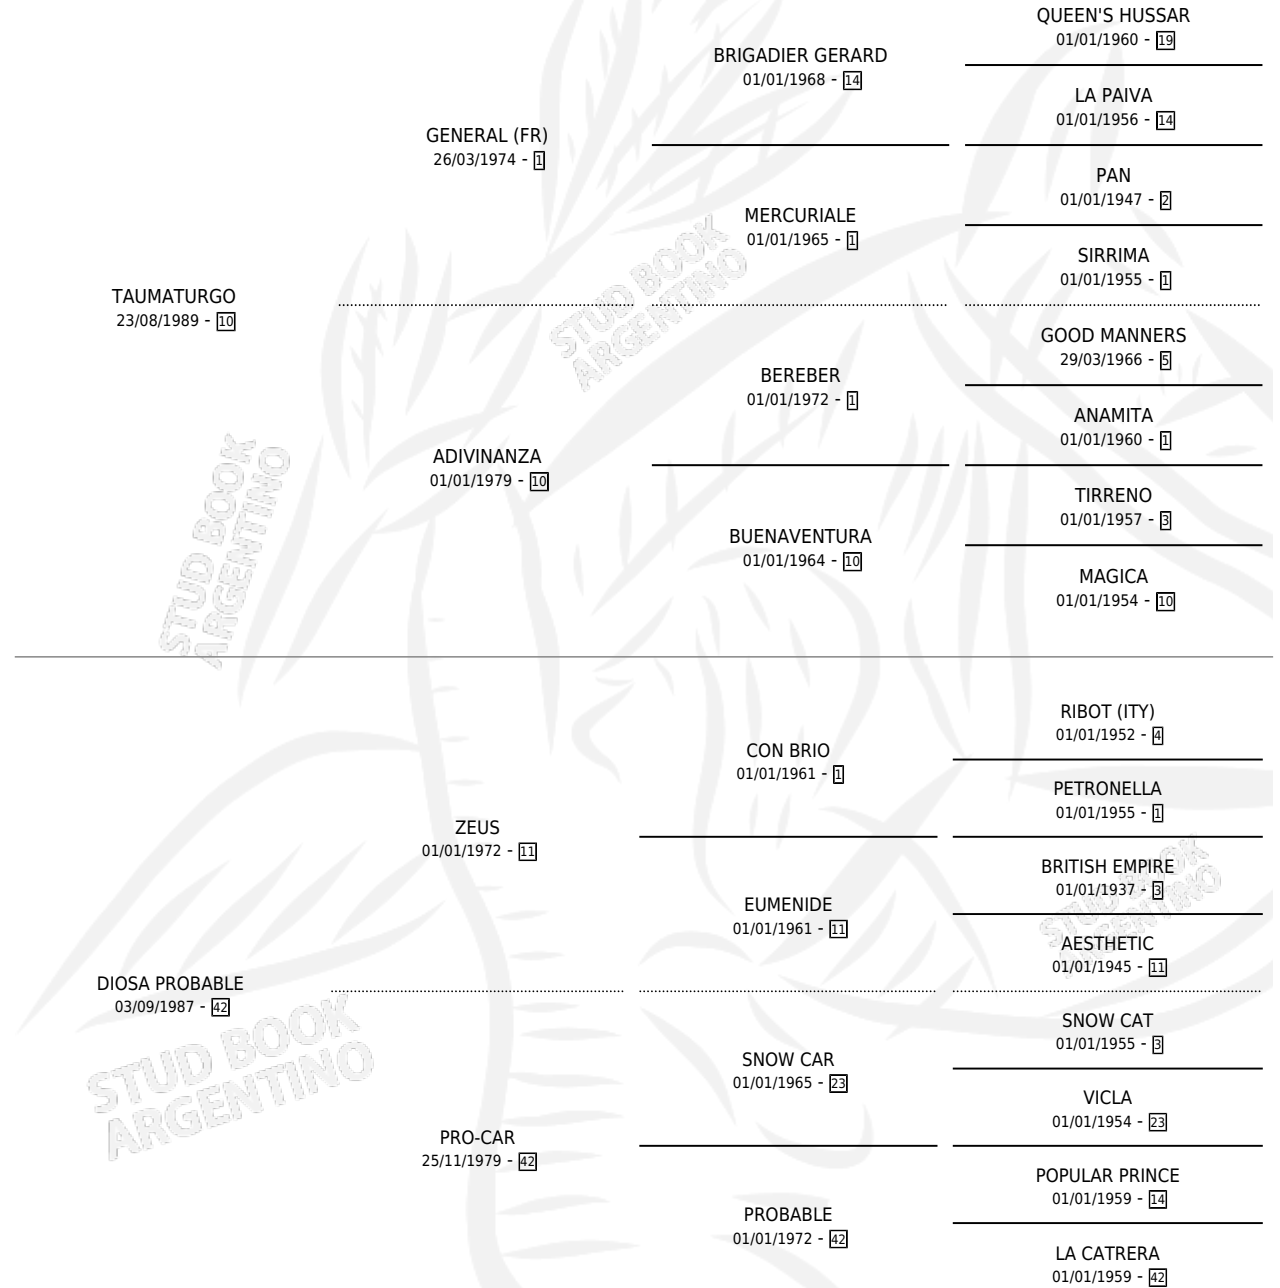 QUEEN'S HUSSAR
01/01/1960 - 19
BRIGADIER GERARD
01/01/1968 - 14
LA PAIVA
01/01/1956 - 14
GENERAL (FR)
26/03/1974 - 1
PAN
01/01/1947 - 2
MERCURIALE
01/01/1965 - 1
SIRRIMA
01/01/1955 - 1
TAUMATURGO
23/08/1989 - 10
STUD BOOK
ARGENTINO
GOOD MANNERS
29/03/1966 - 5
BEREBER
01/01/1972 - 1
ANAMITA
01/01/1960 - 1
ADIVINANZA
01/01/1979 - 10
TIRRENO
01/01/1957 - 3
BUENAVENTURA
01/01/1964 - 10
MAGICA
01/01/1954 - 10
STUD BOOK
ARGENTINO
RIBOT (ITY)
01/01/1952 - 4
CON BRIO
01/01/1961 - 1
PETRONELLA
01/01/1955 - 1
ZEUS
01/01/1972 - 11
BRITISH EMPIRE
01/01/1937 - 3
EUMENIDE
01/01/1961 - 11
AESTHETIC
01/01/1945 - 11
STUD BOOK
ARGENTINO
DIOSA PROBABLE
03/09/1987 - 42
SNOW CAT
01/01/1955 - 3
SNOW CAR
01/01/1965 - 23
VICLA
01/01/1954 - 23
STUD BOOK
ARGENTINO
PRO-CAR
25/11/1979 - 42
POPULAR PRINCE
01/01/1959 - 14
PROBABLE
01/01/1972 - 42
LA CATRERA
01/01/1959 - 42